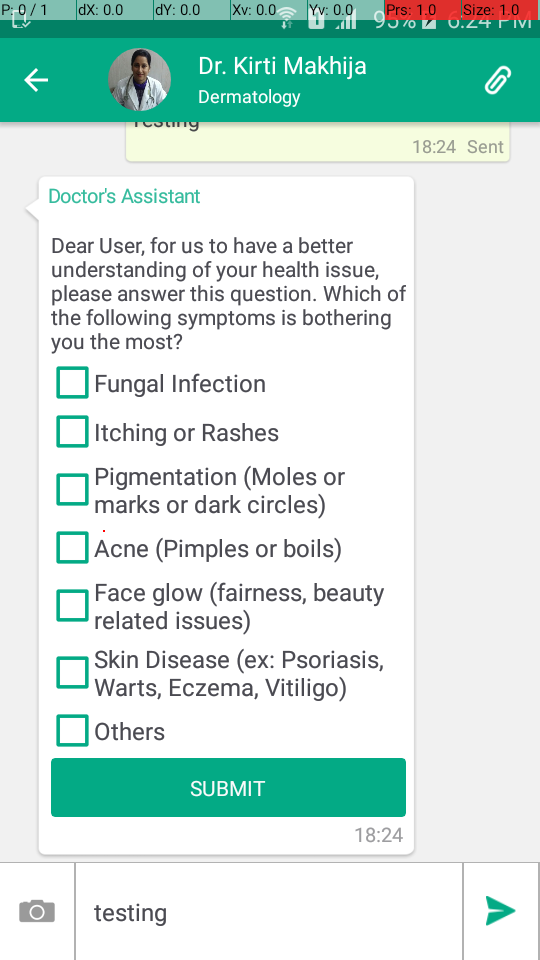 P: 0 / 1 dX: 0.0 dY: 0.0 Xv: 0.0 Yv: 0.0 Prs: 1.0 Size: 1.0
95% 6:24 PM
Dr. Kirti Makhija
Dermatology
Testing
18:24 Sent
Doctor's Assistant
Dear User, for us to have a better
understanding of your health issue,
please answer this question. Which of
the following symptoms is bothering
you the most?
Fungal Infection
Itching or Rashes
Pigmentation (Moles or
marks or dark circles)
Acne (Pimples or boils)
Face glow (fairness, beauty
related issues)
Skin Disease (ex: Psoriasis,
Warts, Eczema, Vitiligo)
Others
SUBMIT
18:24
testing